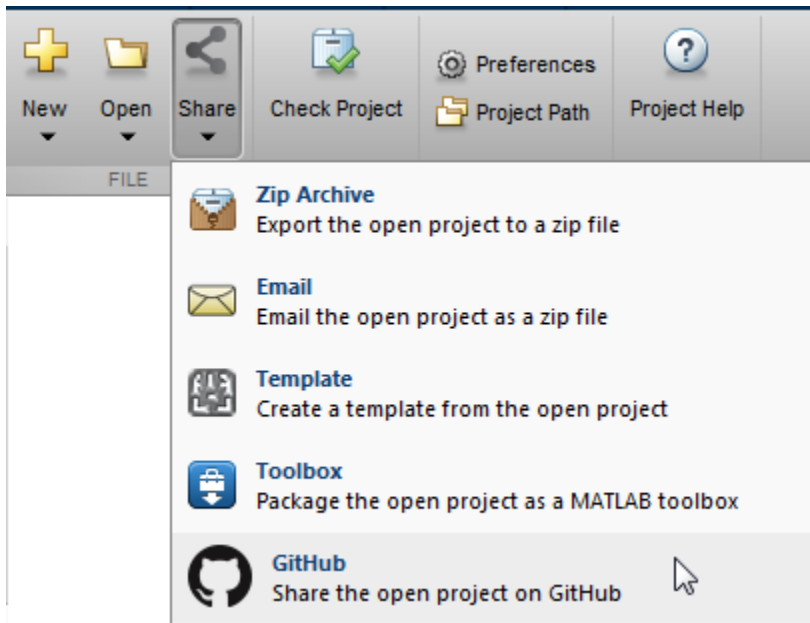 New
Open
Share
Check Project
Preferences
Project Path
Project Help
FILE
Zip Archive
Export the open project to a zip file
Email
Email the open project as a zip file
Template
Create a template from the open project
Toolbox
Package the open project as a MATLAB toolbox
GitHub
Share the open project on GitHub